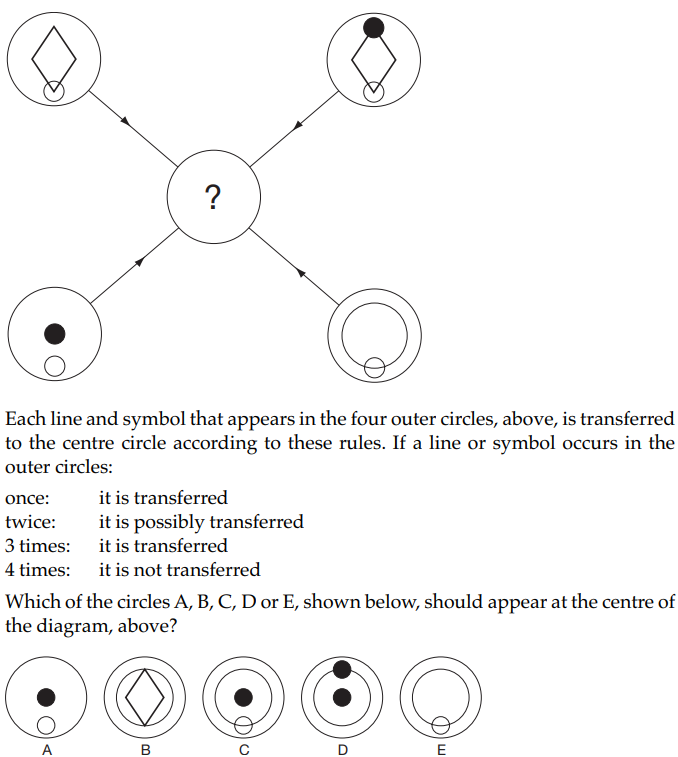 ?
Each line and symbol that appears in the four outer circles, above, is transferred
to the centre circle according to these rules. If a line or symbol occurs in the
outer circles:
once: it is transferred
twice: it is possibly transferred
3 times: it is transferred
4 times: it is not transferred
Which of the circles A, B, C, D or E, shown below, should appear at the centre of
the diagram, above?
A B C D E